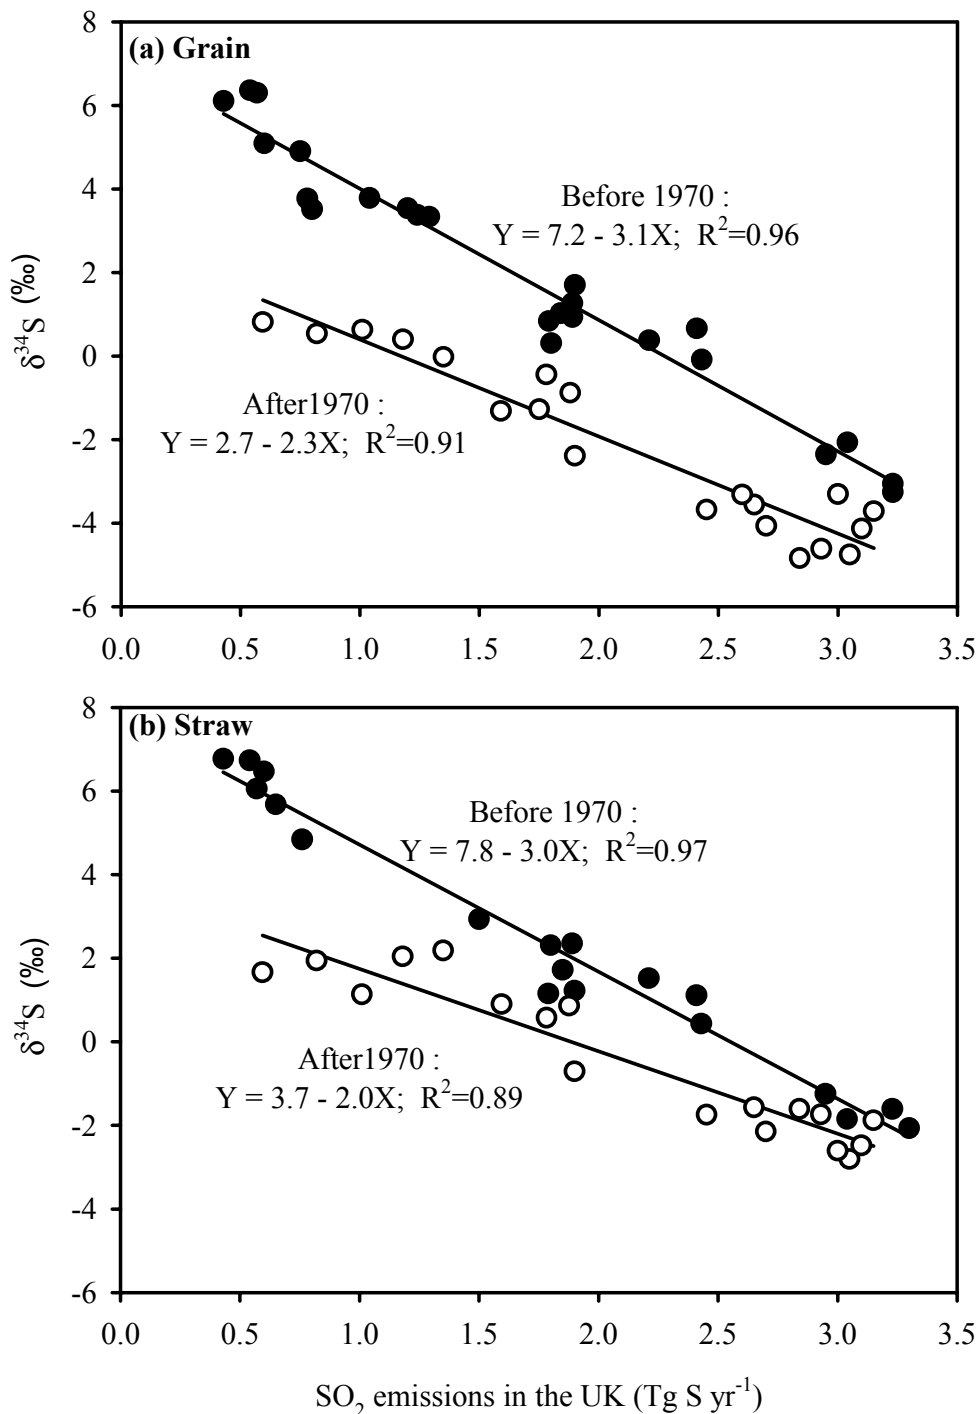 8
(a) Grain
6
4
Before 1970 :
Y = 7.2 - 3.1X; R²=0.96
2
δ³⁴S (‰)
0
After1970 :
Y = 2.7 - 2.3X; R²=0.91
-2
-4
-6
0.0 0.5 1.0 1.5 2.0 2.5 3.0 3.5
8
(b) Straw
6
Before 1970 :
Y = 7.8 - 3.0X; R²=0.97
4
2
δ³⁴S (‰)
0
After1970 :
Y = 3.7 - 2.0X; R²=0.89
-2
-4
-6
0.0 0.5 1.0 1.5 2.0 2.5 3.0 3.5
SO₂ emissions in the UK (Tg S yr⁻¹)